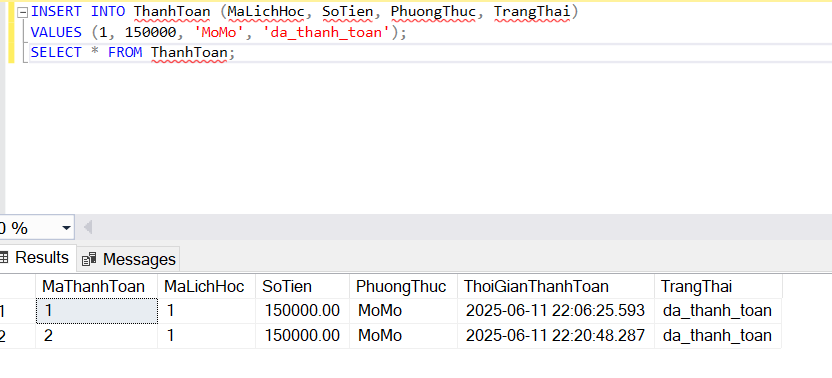 INSERT INTO ThanhToan (MaLichHoc, SoTien, PhuongThuc, TrangThai)
VALUES (1, 150000, 'MoMo', 'da_thanh_toan');
SELECT * FROM ThanhToan;
0 %
Results Messages
MaThanhToan MaLichHoc SoTien PhuongThuc ThoiGianThanhToan TrangThai
1 1 1 150000.00 MoMo 2025-06-11 22:06:25.593 da_thanh_toan
2 2 1 150000.00 MoMo 2025-06-11 22:20:48.287 da_thanh_toan